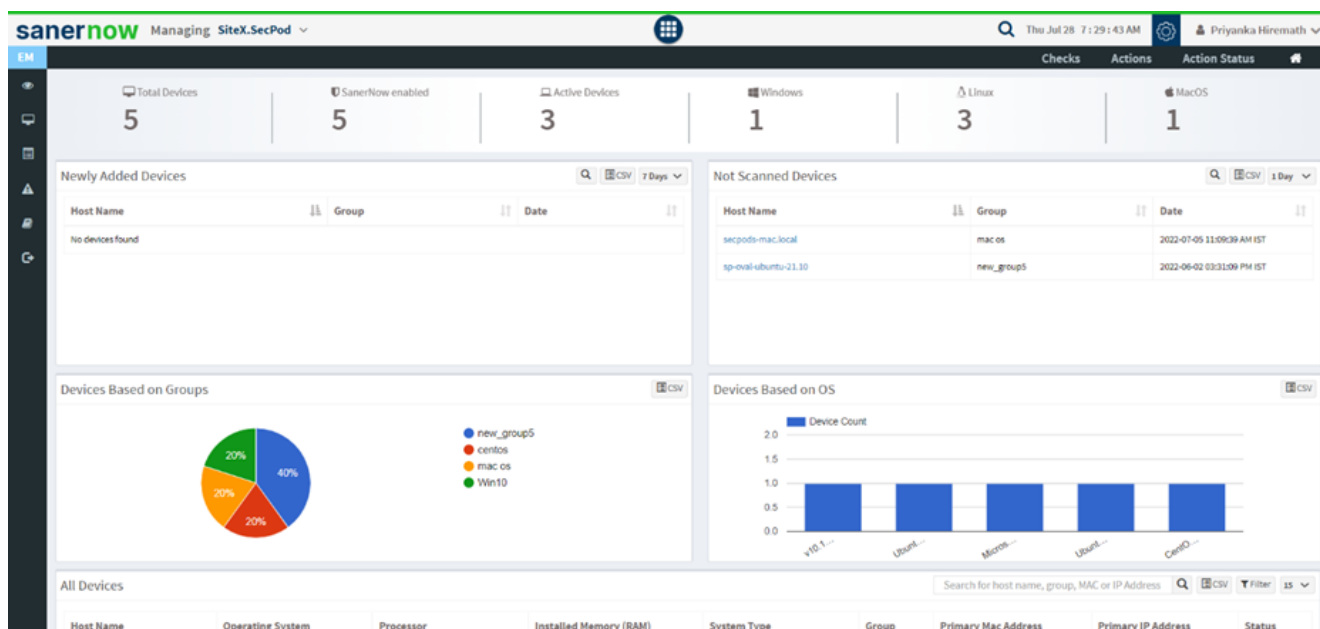 sanernow Managing SiteX.SecPod Thu Jul 28 7:29:43 AM Priyanka Hiremath
EM Checks Actions Action Status
Total Devices SanerNow enabled Active Devices Windows Linux MacOS
5 5 3 1 3 1
Newly Added Devices CSV 7 Days
Host Name Group Date
No devices found
Not Scanned Devices CSV 1 Day
Host Name Group Date
secpods-mac.local mac os 2022-07-05 11:09:39 AM IST
sp-oval-ubuntu-21.10 new_group5 2022-06-02 03:31:09 PM IST
Devices Based on Groups CSV
20%
40%
20%
20%
new_group5
centos
mac os
Win10
Devices Based on OS CSV
Device Count
2.0
1.5
1.0
0.5
0.0
v10.1... Ubunt... Micros... Ubunt... CentO...
All Devices Search for host name, group, MAC or IP Address CSV Filter 15
Host Name Operating System Processor Installed Memory (RAM) System Type Group Primary Mac Address Primary IP Address Status